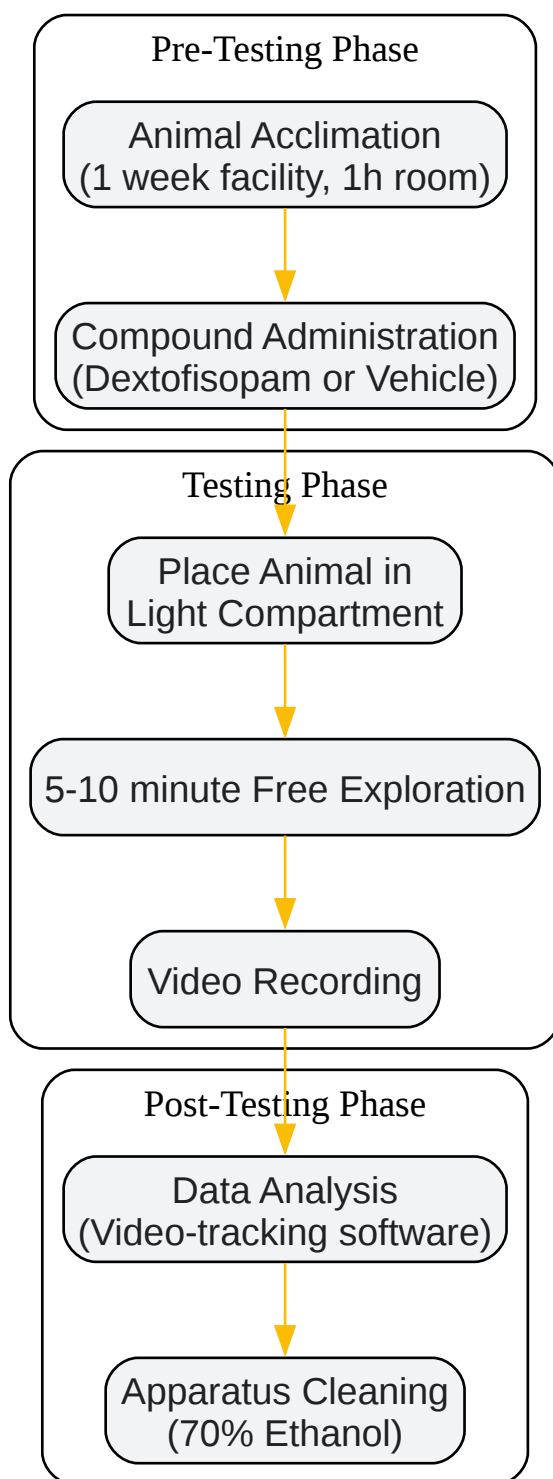 Pre-Testing Phase
Animal Acclimation
(1 week facility, 1h room)
Compound Administration
(Dextofisopam or Vehicle)
Testing Phase
Place Animal in
Light Compartment
5-10 minute Free Exploration
Video Recording
Post-Testing Phase
Data Analysis
(Video-tracking software)
Apparatus Cleaning
(70% Ethanol)